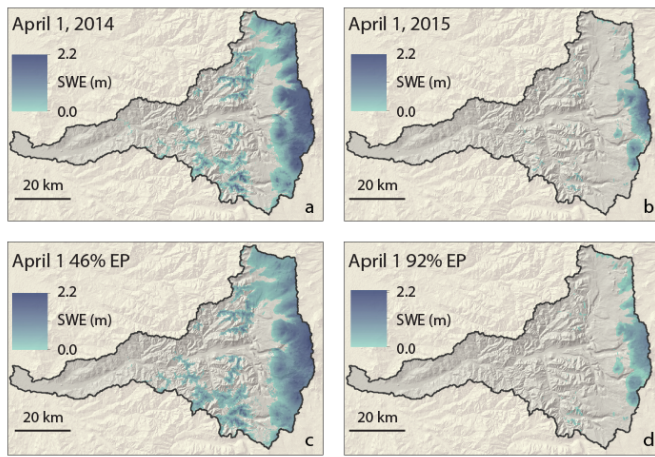 April 1, 2014
2.2
SWE (m)
0.0
20 km
a
April 1, 2015
2.2
SWE (m)
0.0
20 km
b
April 1 46% EP
2.2
SWE (m)
0.0
20 km
c
April 1 92% EP
2.2
SWE (m)
0.0
20 km
d